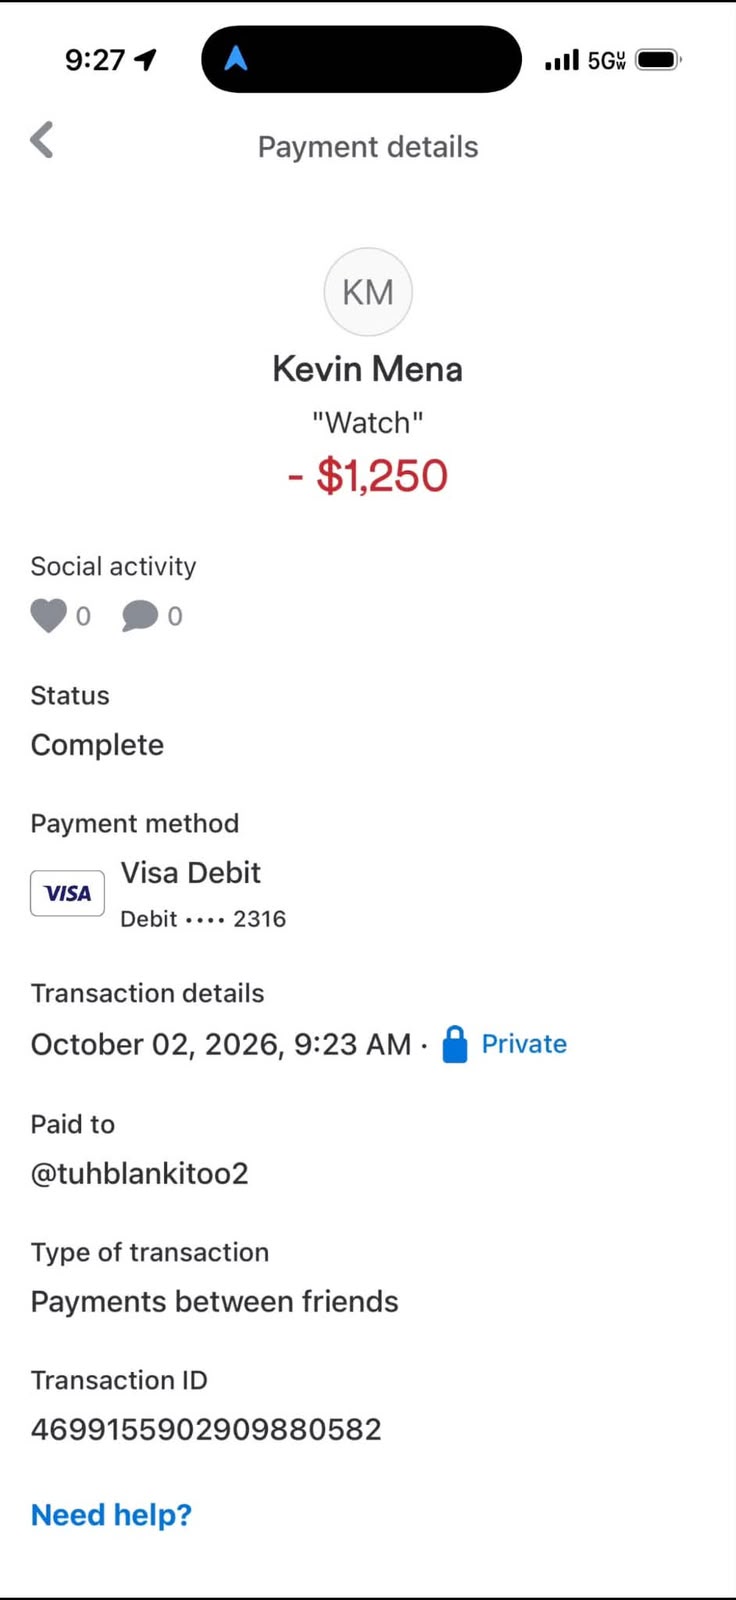 9:27
5G UW
Payment details
KM
Kevin Mena
"Watch"
- $1,250
Social activity
0 0
Status
Complete
Payment method
VISA
Visa Debit
Debit •••• 2316
Transaction details
October 02, 2026, 9:23 AM · Private
Paid to
@tuhblankitoo2
Type of transaction
Payments between friends
Transaction ID
4699155902909880582
Need help?